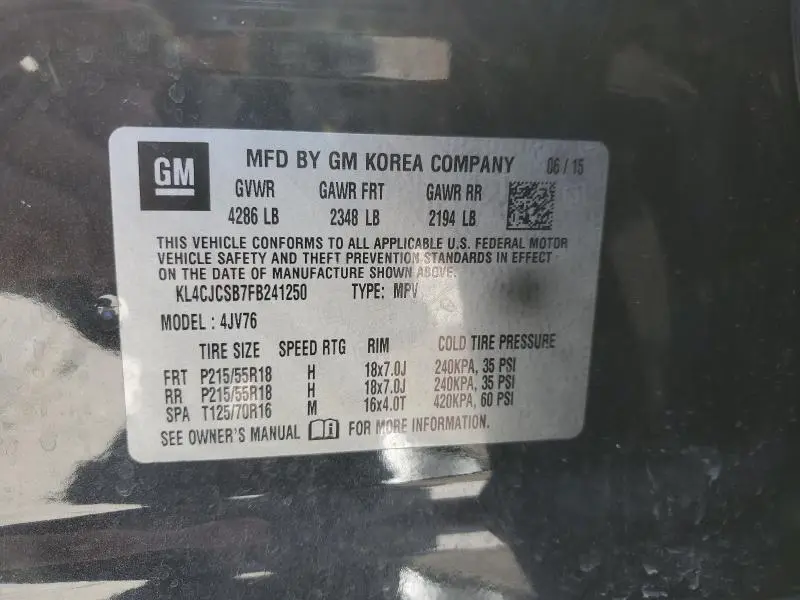 GM
MFD BY GM KOREA COMPANY 06 / 15
GVWR GAWR FRT GAWR RR
4286 LB 2348 LB 2194 LB
THIS VEHICLE CONFORMS TO ALL APPLICABLE U.S. FEDERAL MOTOR
VEHICLE SAFETY AND THEFT PREVENTION STANDARDS IN EFFECT
ON THE DATE OF MANUFACTURE SHOWN ABOVE.
KL4CJCSB7FB241250 TYPE: MPV
MODEL : 4JV76
TIRE SIZE SPEED RTG RIM COLD TIRE PRESSURE
FRT P215/55R18 H 18x7.0J 240KPA, 35 PSI
RR P215/55R18 H 18x7.0J 240KPA, 35 PSI
SPA T125/70R16 M 16x4.0T 420KPA, 60 PSI
SEE OWNER'S MANUAL FOR MORE INFORMATION.